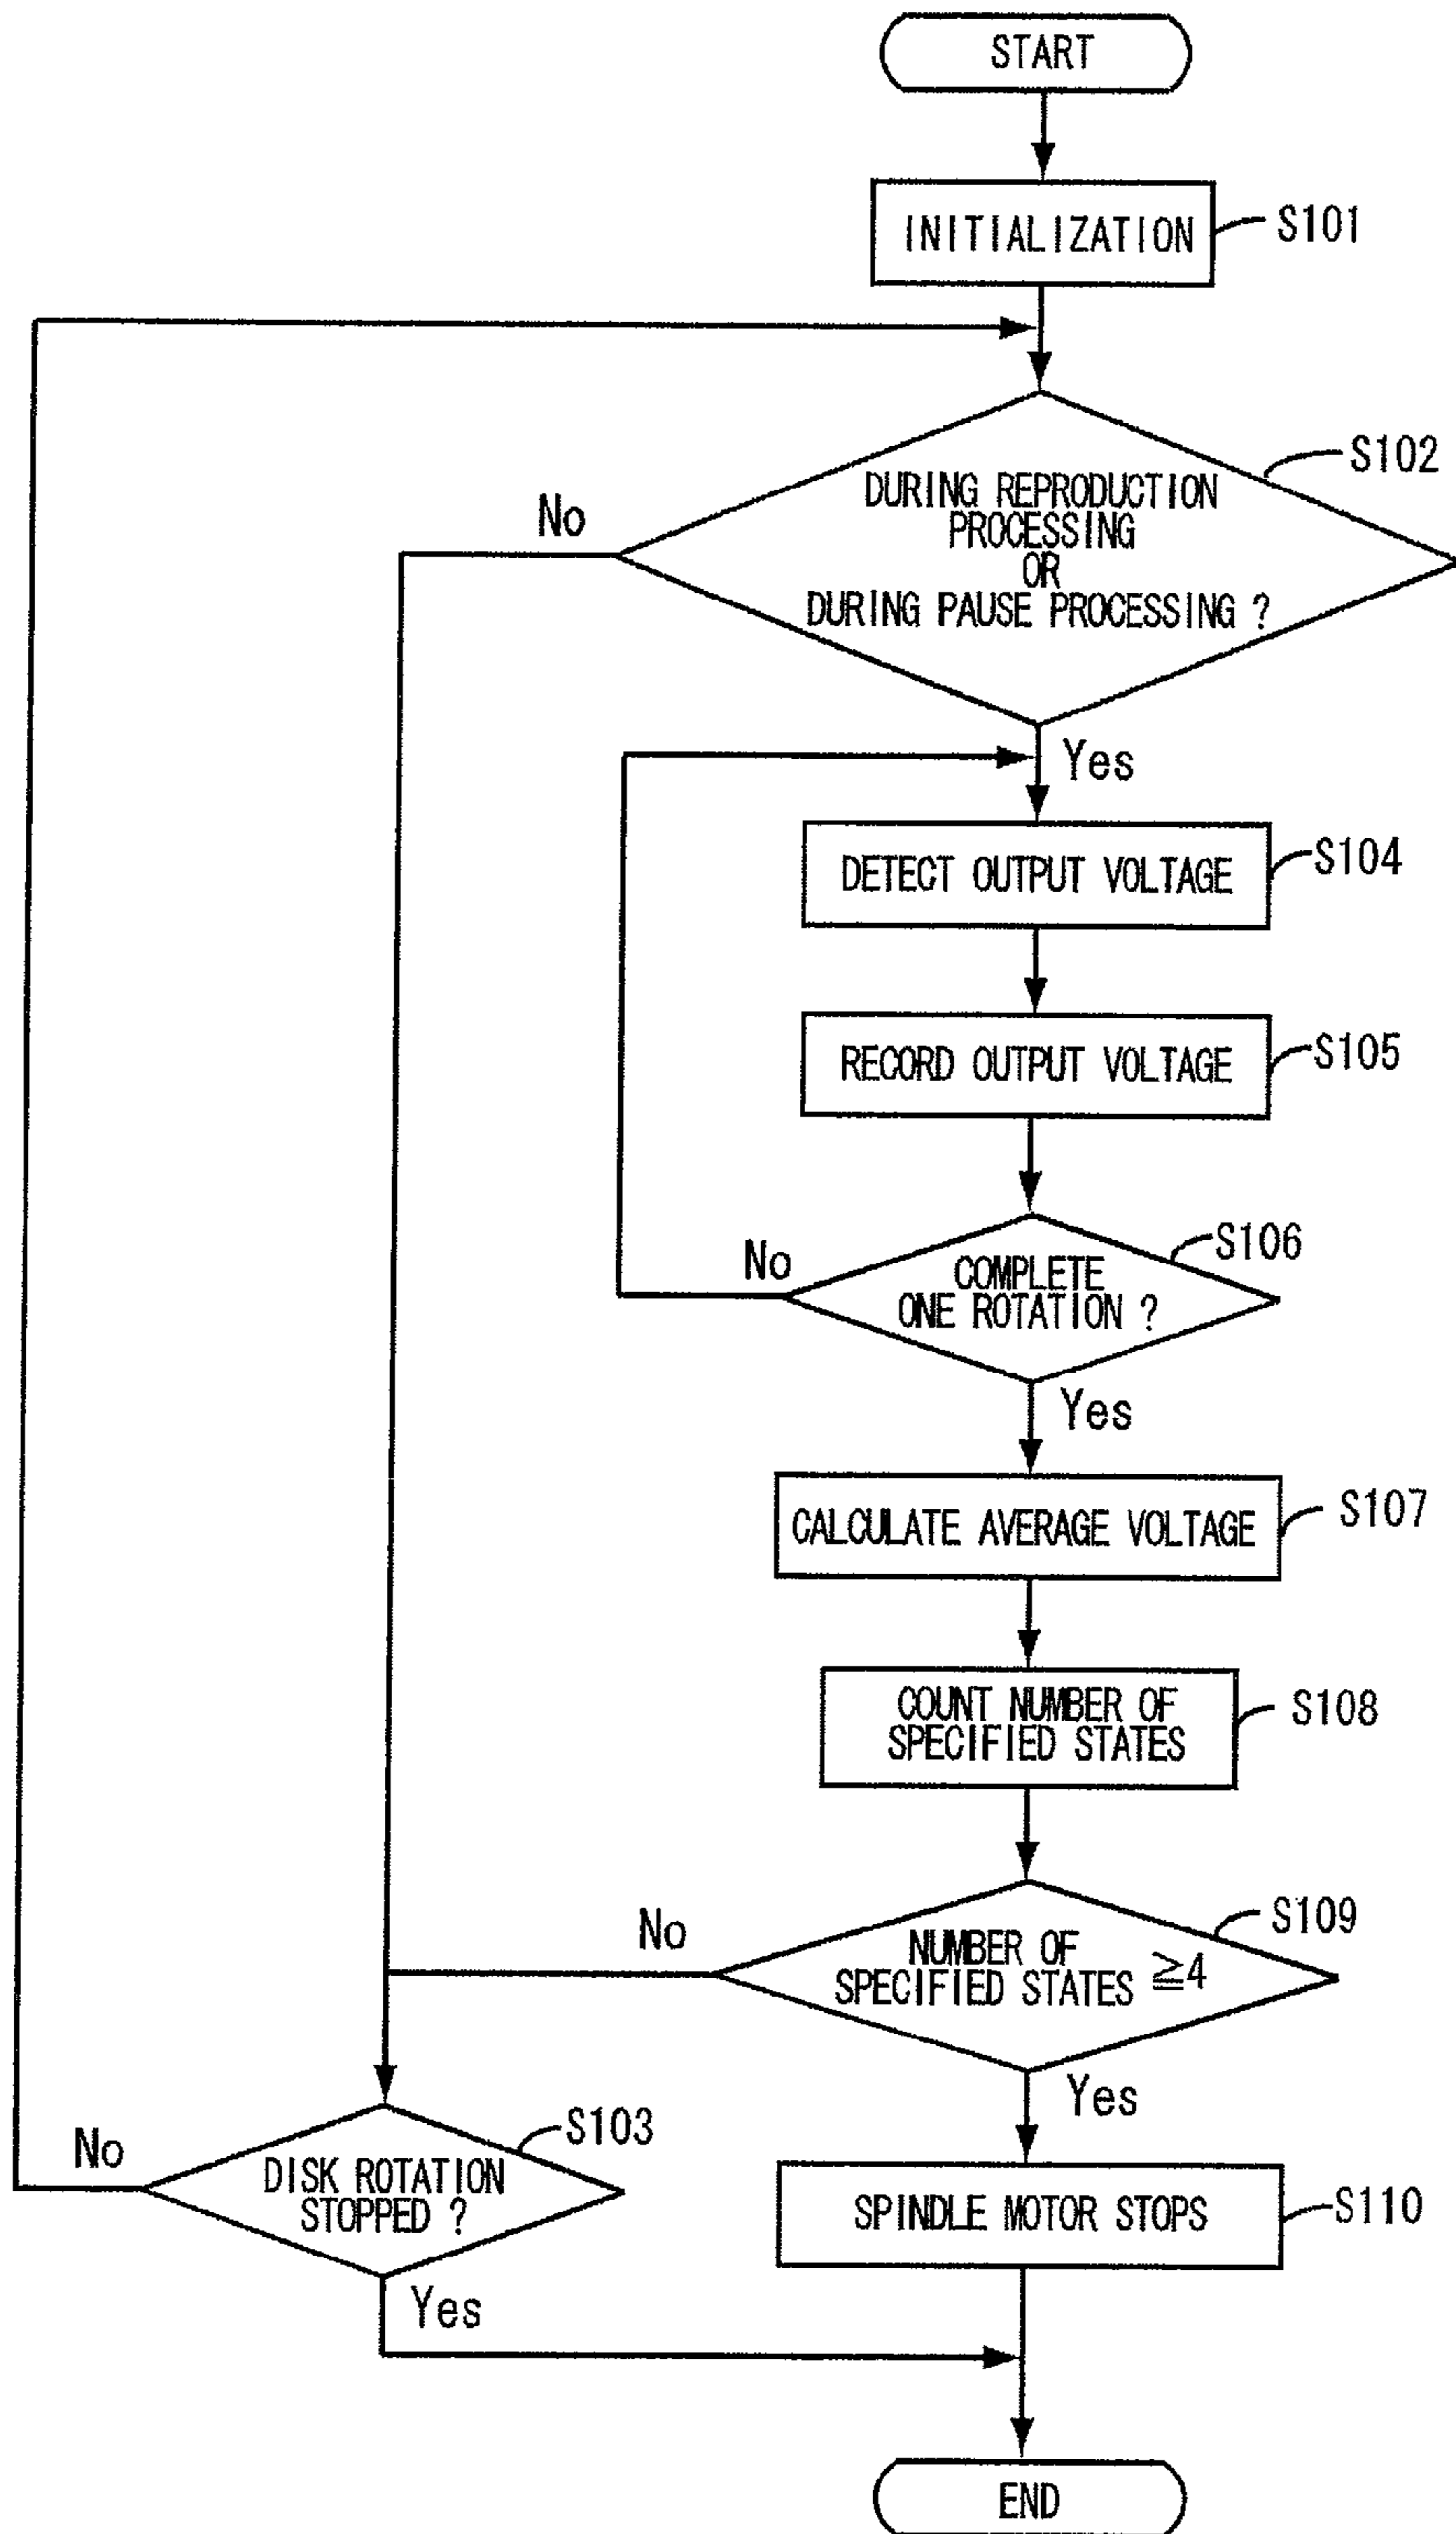 START
INITIALIZATION
S101
S102
DURING REPRODUCTION
PROCESSING
OR
DURING PAUSE PROCESSING ?
No
Yes
DETECT OUTPUT VOLTAGE
S104
RECORD OUTPUT VOLTAGE
S105
S106
COMPLETE
ONE ROTATION ?
No
Yes
CALCULATE AVERAGE VOLTAGE
S107
COUNT NUMBER OF
SPECIFIED STATES
S108
S109
NUMBER OF
SPECIFIED STATES ≧4
No
Yes
S103
DISK ROTATION
STOPPED ?
No
Yes
SPINDLE MOTOR STOPS
S110
END